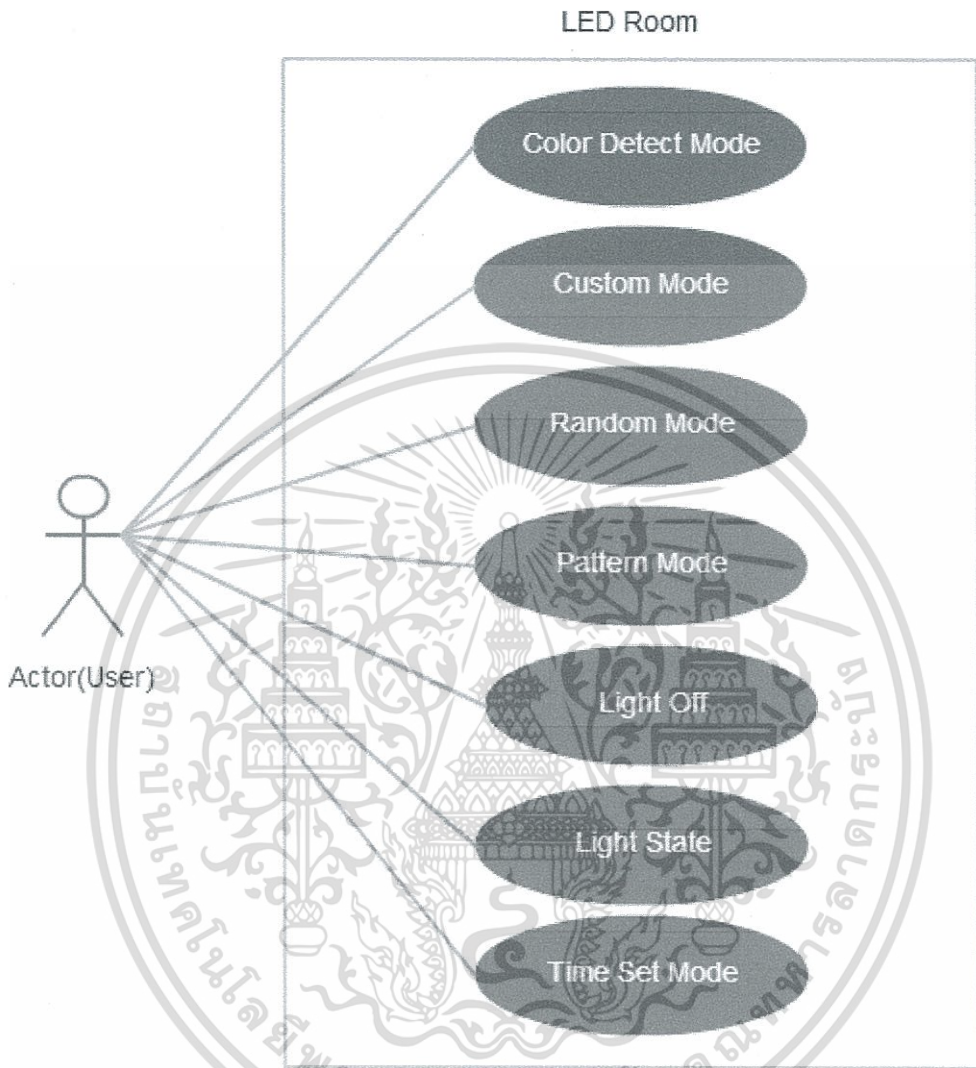 LED Room
Color Detect Mode
Custom Mode
Random Mode
Pattern Mode
Actor(User)
Light Off
Light State
Time Set Mode